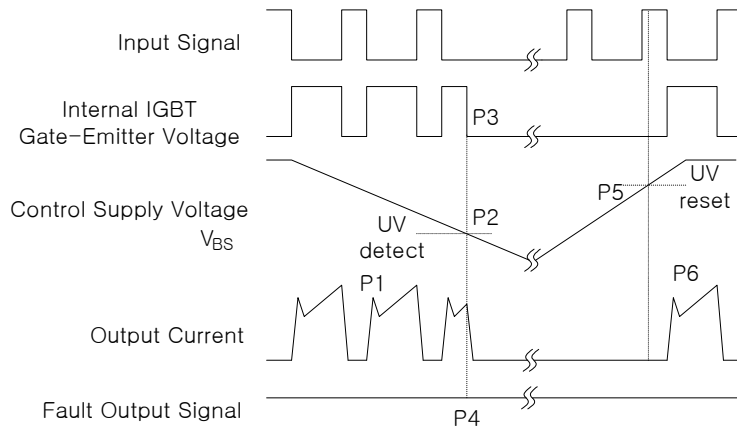 Input Signal
Internal IGBT
Gate-Emitter Voltage
P3
Control Supply Voltage
VBS
UV
detect
P2
P5
UV
reset
P1
P6
Output Current
Fault Output Signal
P4